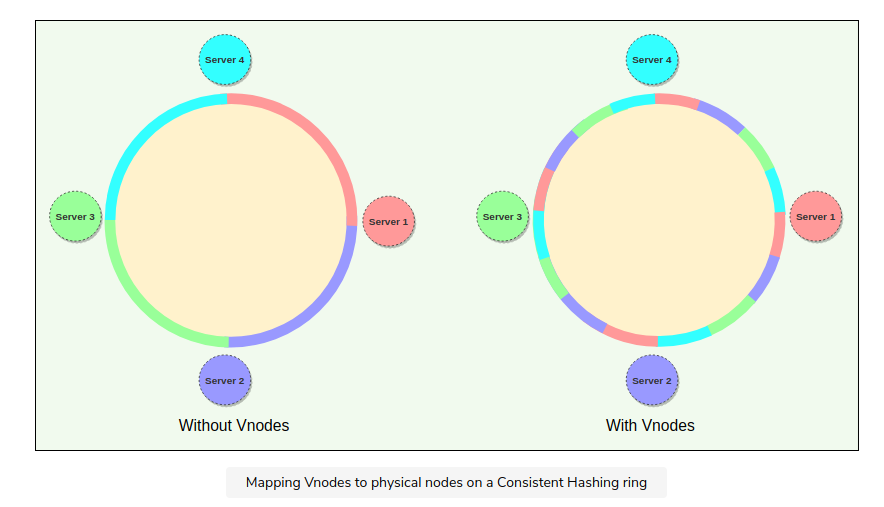 Server 4
Server 3
Server 1
Server 2
Without Vnodes
Server 4
Server 3
Server 1
Server 2
With Vnodes
Mapping Vnodes to physical nodes on a Consistent Hashing ring